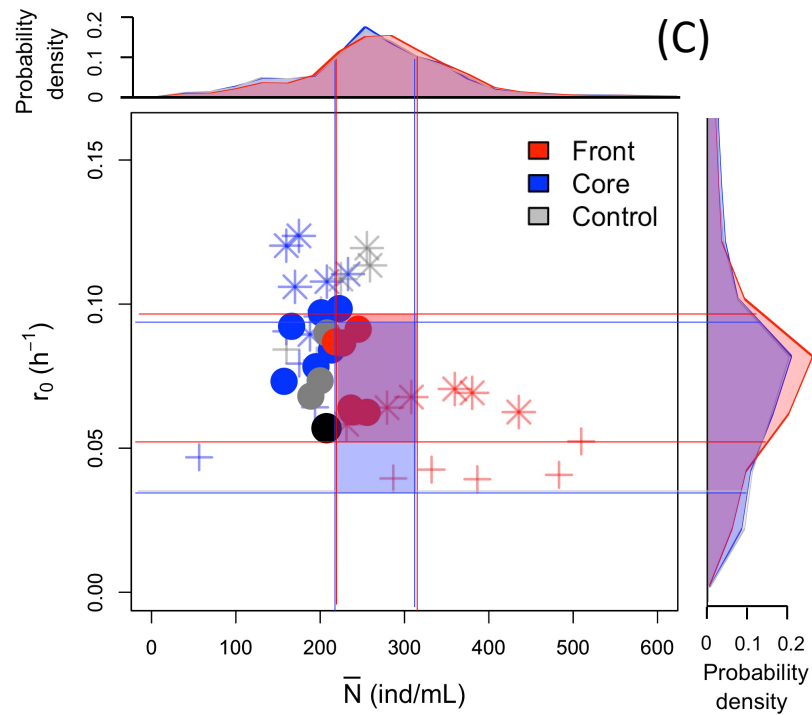 Probability
density
0 0.1 0.2
(C)
Front
Core
Control
r₀ (h⁻¹)
0.00 0.05 0.10 0.15
0 100 200 300 400 500 600
N̅ (ind/mL)
0 0.1 0.2
Probability
density